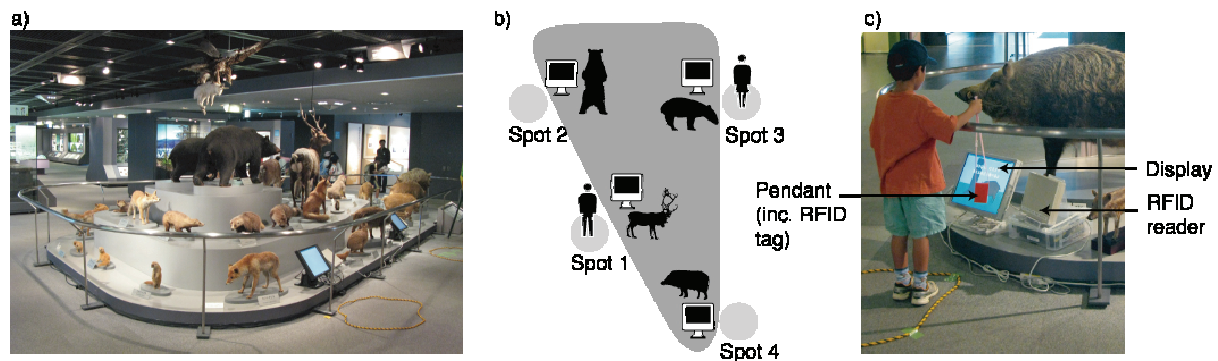 a)
b)
c)
Spot 2
Spot 3
Spot 1
Spot 4
Pendant
(inc. RFID
tag)
Display
RFID
reader